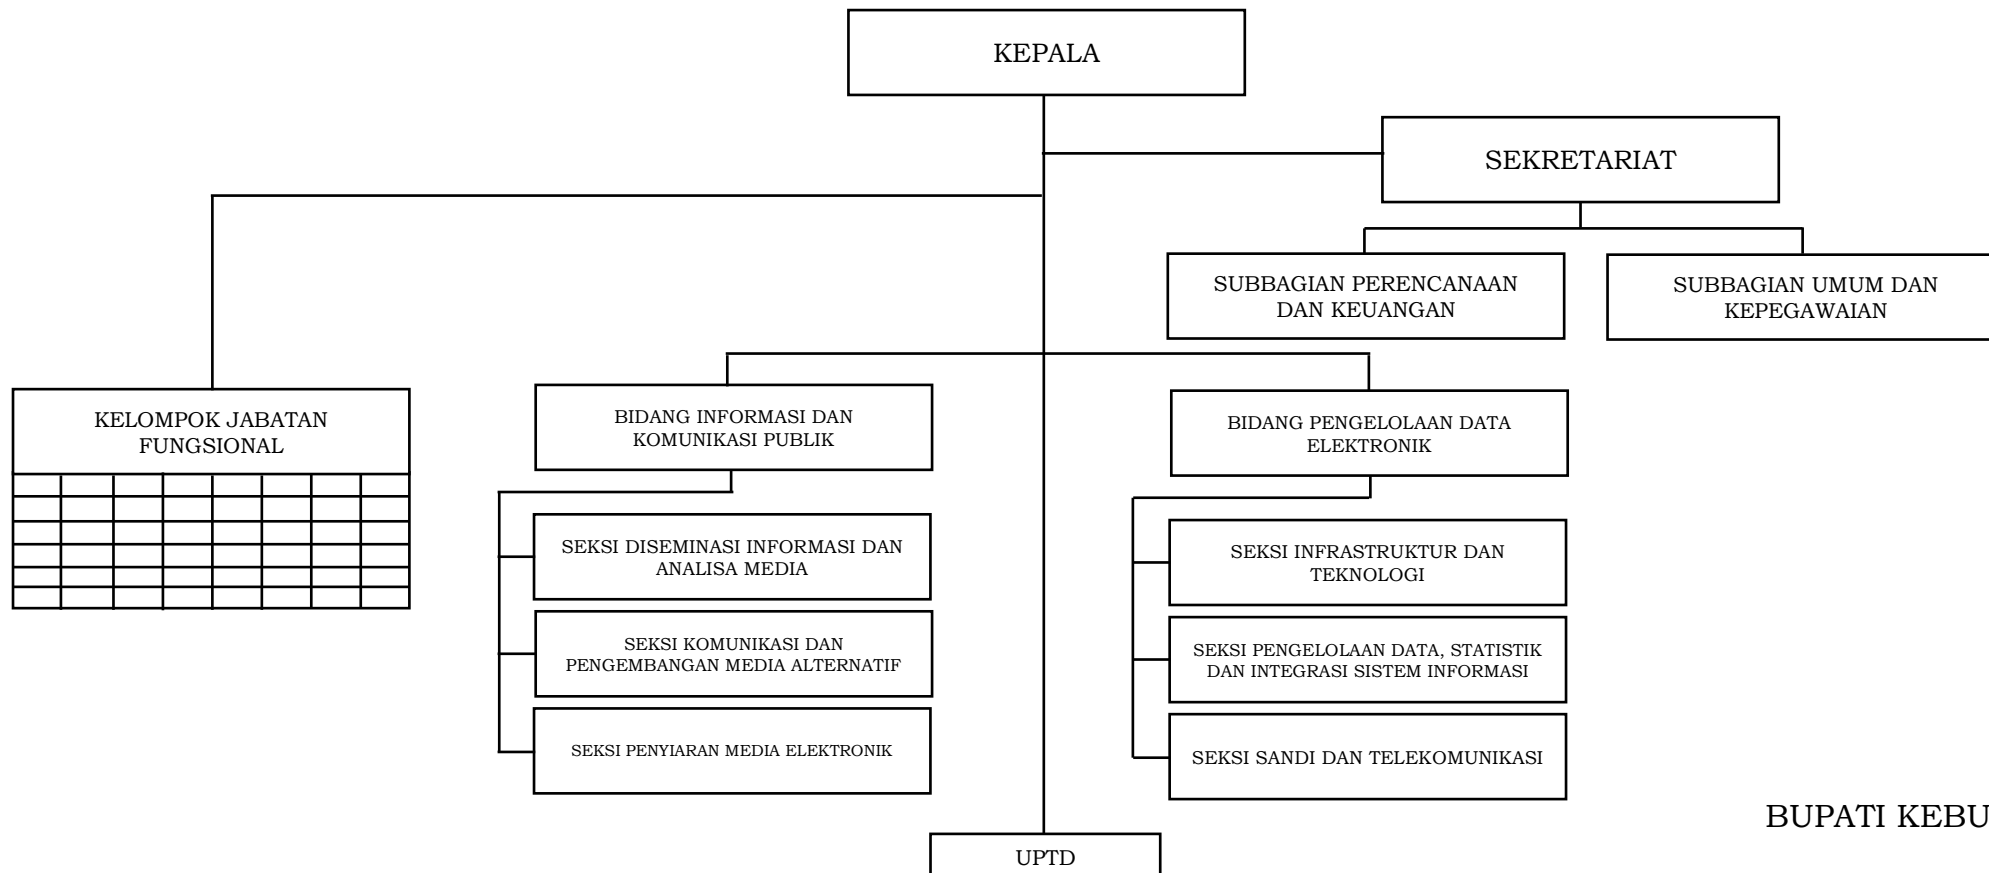 KEPALA
SEKRETARIAT
SUBBAGIAN PERENCANAAN
DAN KEUANGAN
SUBBAGIAN UMUM DAN
KEPEGAWAIAN
KELOMPOK JABATAN
FUNGSIONAL
BIDANG INFORMASI DAN
KOMUNIKASI PUBLIK
BIDANG PENGELOLAAN DATA
ELEKTRONIK
SEKSI DISEMINASI INFORMASI DAN
ANALISA MEDIA
SEKSI KOMUNIKASI DAN
PENGEMBANGAN MEDIA ALTERNATIF
SEKSI PENYIARAN MEDIA ELEKTRONIK
SEKSI INFRASTRUKTUR DAN
TEKNOLOGI
SEKSI PENGELOLAAN DATA, STATISTIK
DAN INTEGRASI SISTEM INFORMASI
SEKSI SANDI DAN TELEKOMUNIKASI
BUPATI KEBU
UPTD